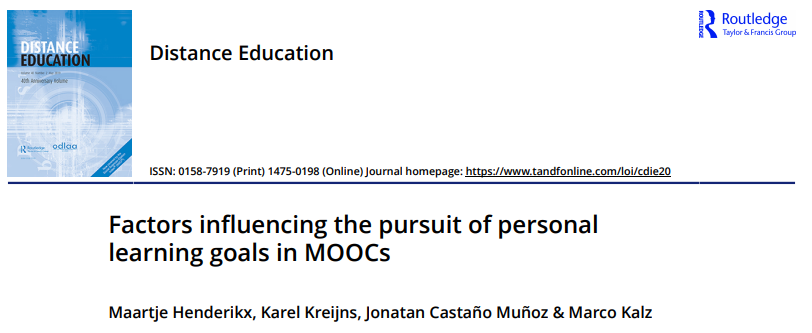 Routledge
Taylor & Francis Group
DISTANCE
EDUCATION
40th Anniversary Volume
Routledge
odlaa
Distance Education
ISSN: 0158-7919 (Print) 1475-0198 (Online) Journal homepage: https://www.tandfonline.com/loi/cdie20
Factors influencing the pursuit of personal
learning goals in MOOCs
Maartje Henderikx, Karel Kreijns, Jonatan Castaño Muñoz & Marco Kalz